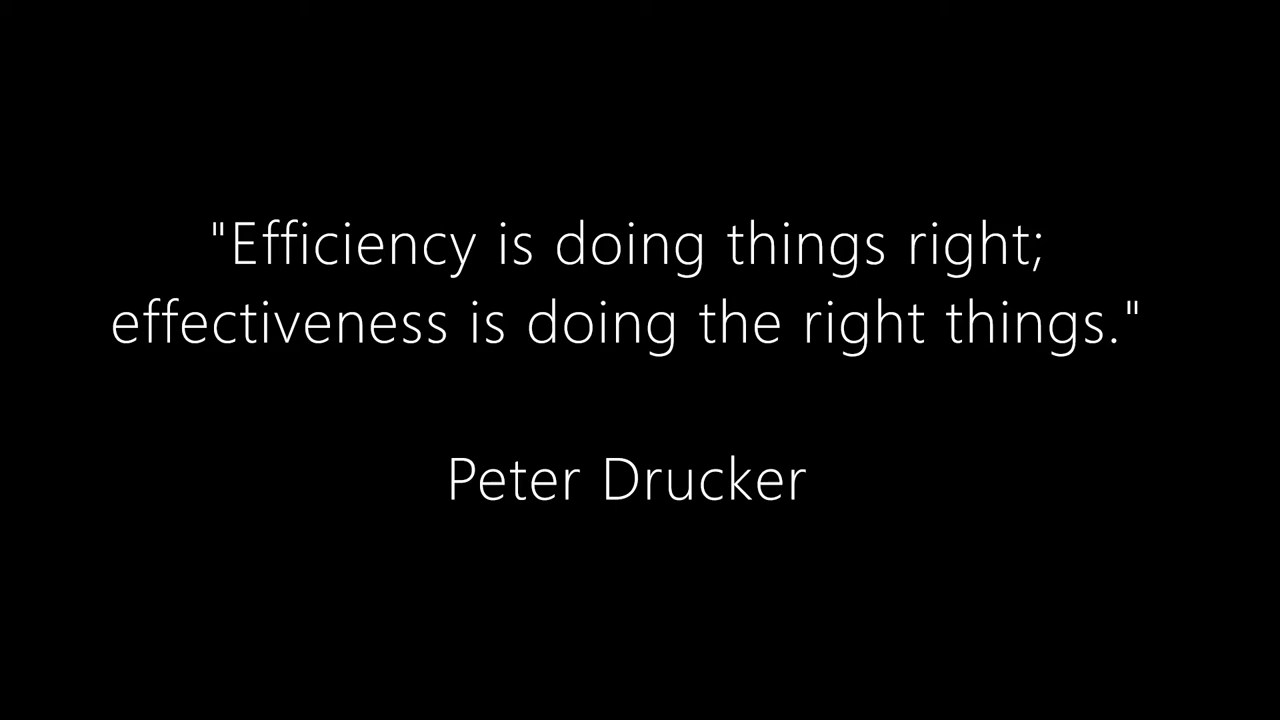 "Efficiency is doing things right;
effectiveness is doing the right things."
Peter Drucker